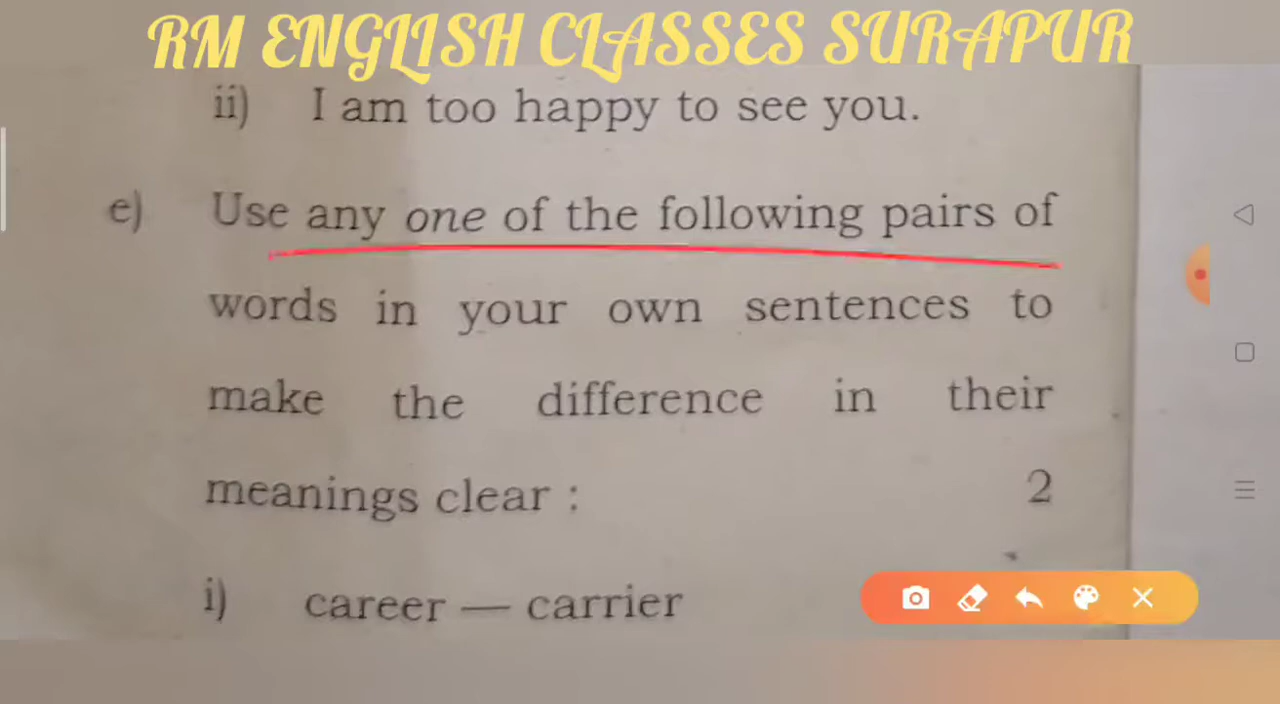 RM ENGLISH CLASSES SURAPUR
ii) I am too happy to see you.
e) Use any one of the following pairs of
words in your own sentences to
make the difference in their
meanings clear : 2
i) career — carrier